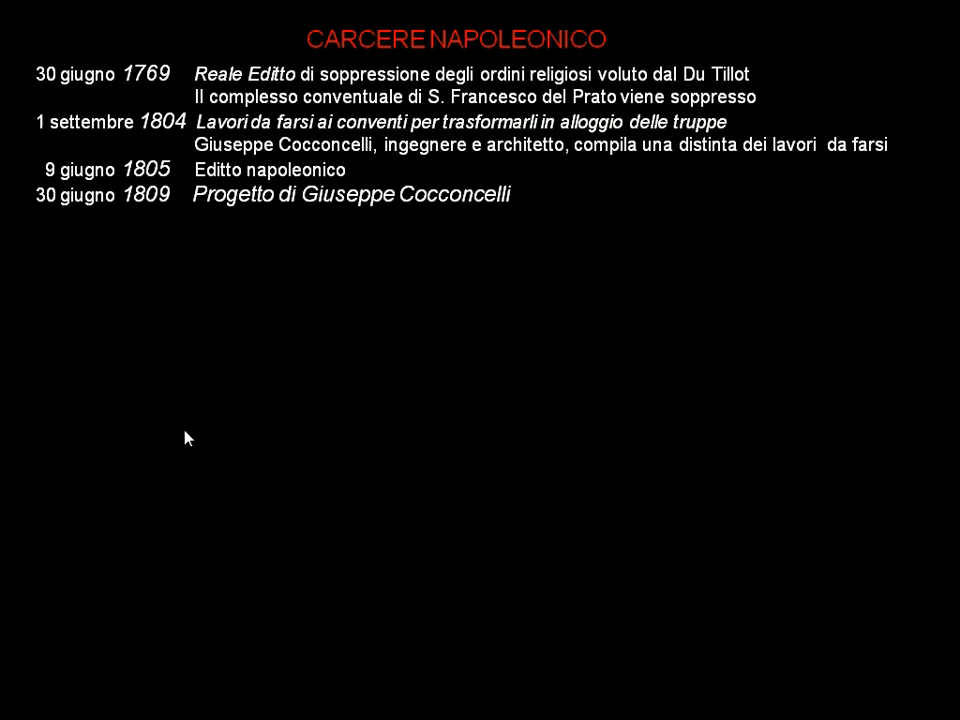 CARCERE NAPOLEONICO
30 giugno 1769 Reale Editto di soppressione degli ordini religiosi voluto dal Du Tillot
Il complesso conventuale di S. Francesco del Prato viene soppresso
1 settembre 1804 Lavori da farsi ai conventi per trasformarli in alloggio delle truppe
Giuseppe Cocconcelli, ingegnere e architetto, compila una distinta dei lavori da farsi
9 giugno 1805 Editto napoleonico
30 giugno 1809 Progetto di Giuseppe Cocconcelli